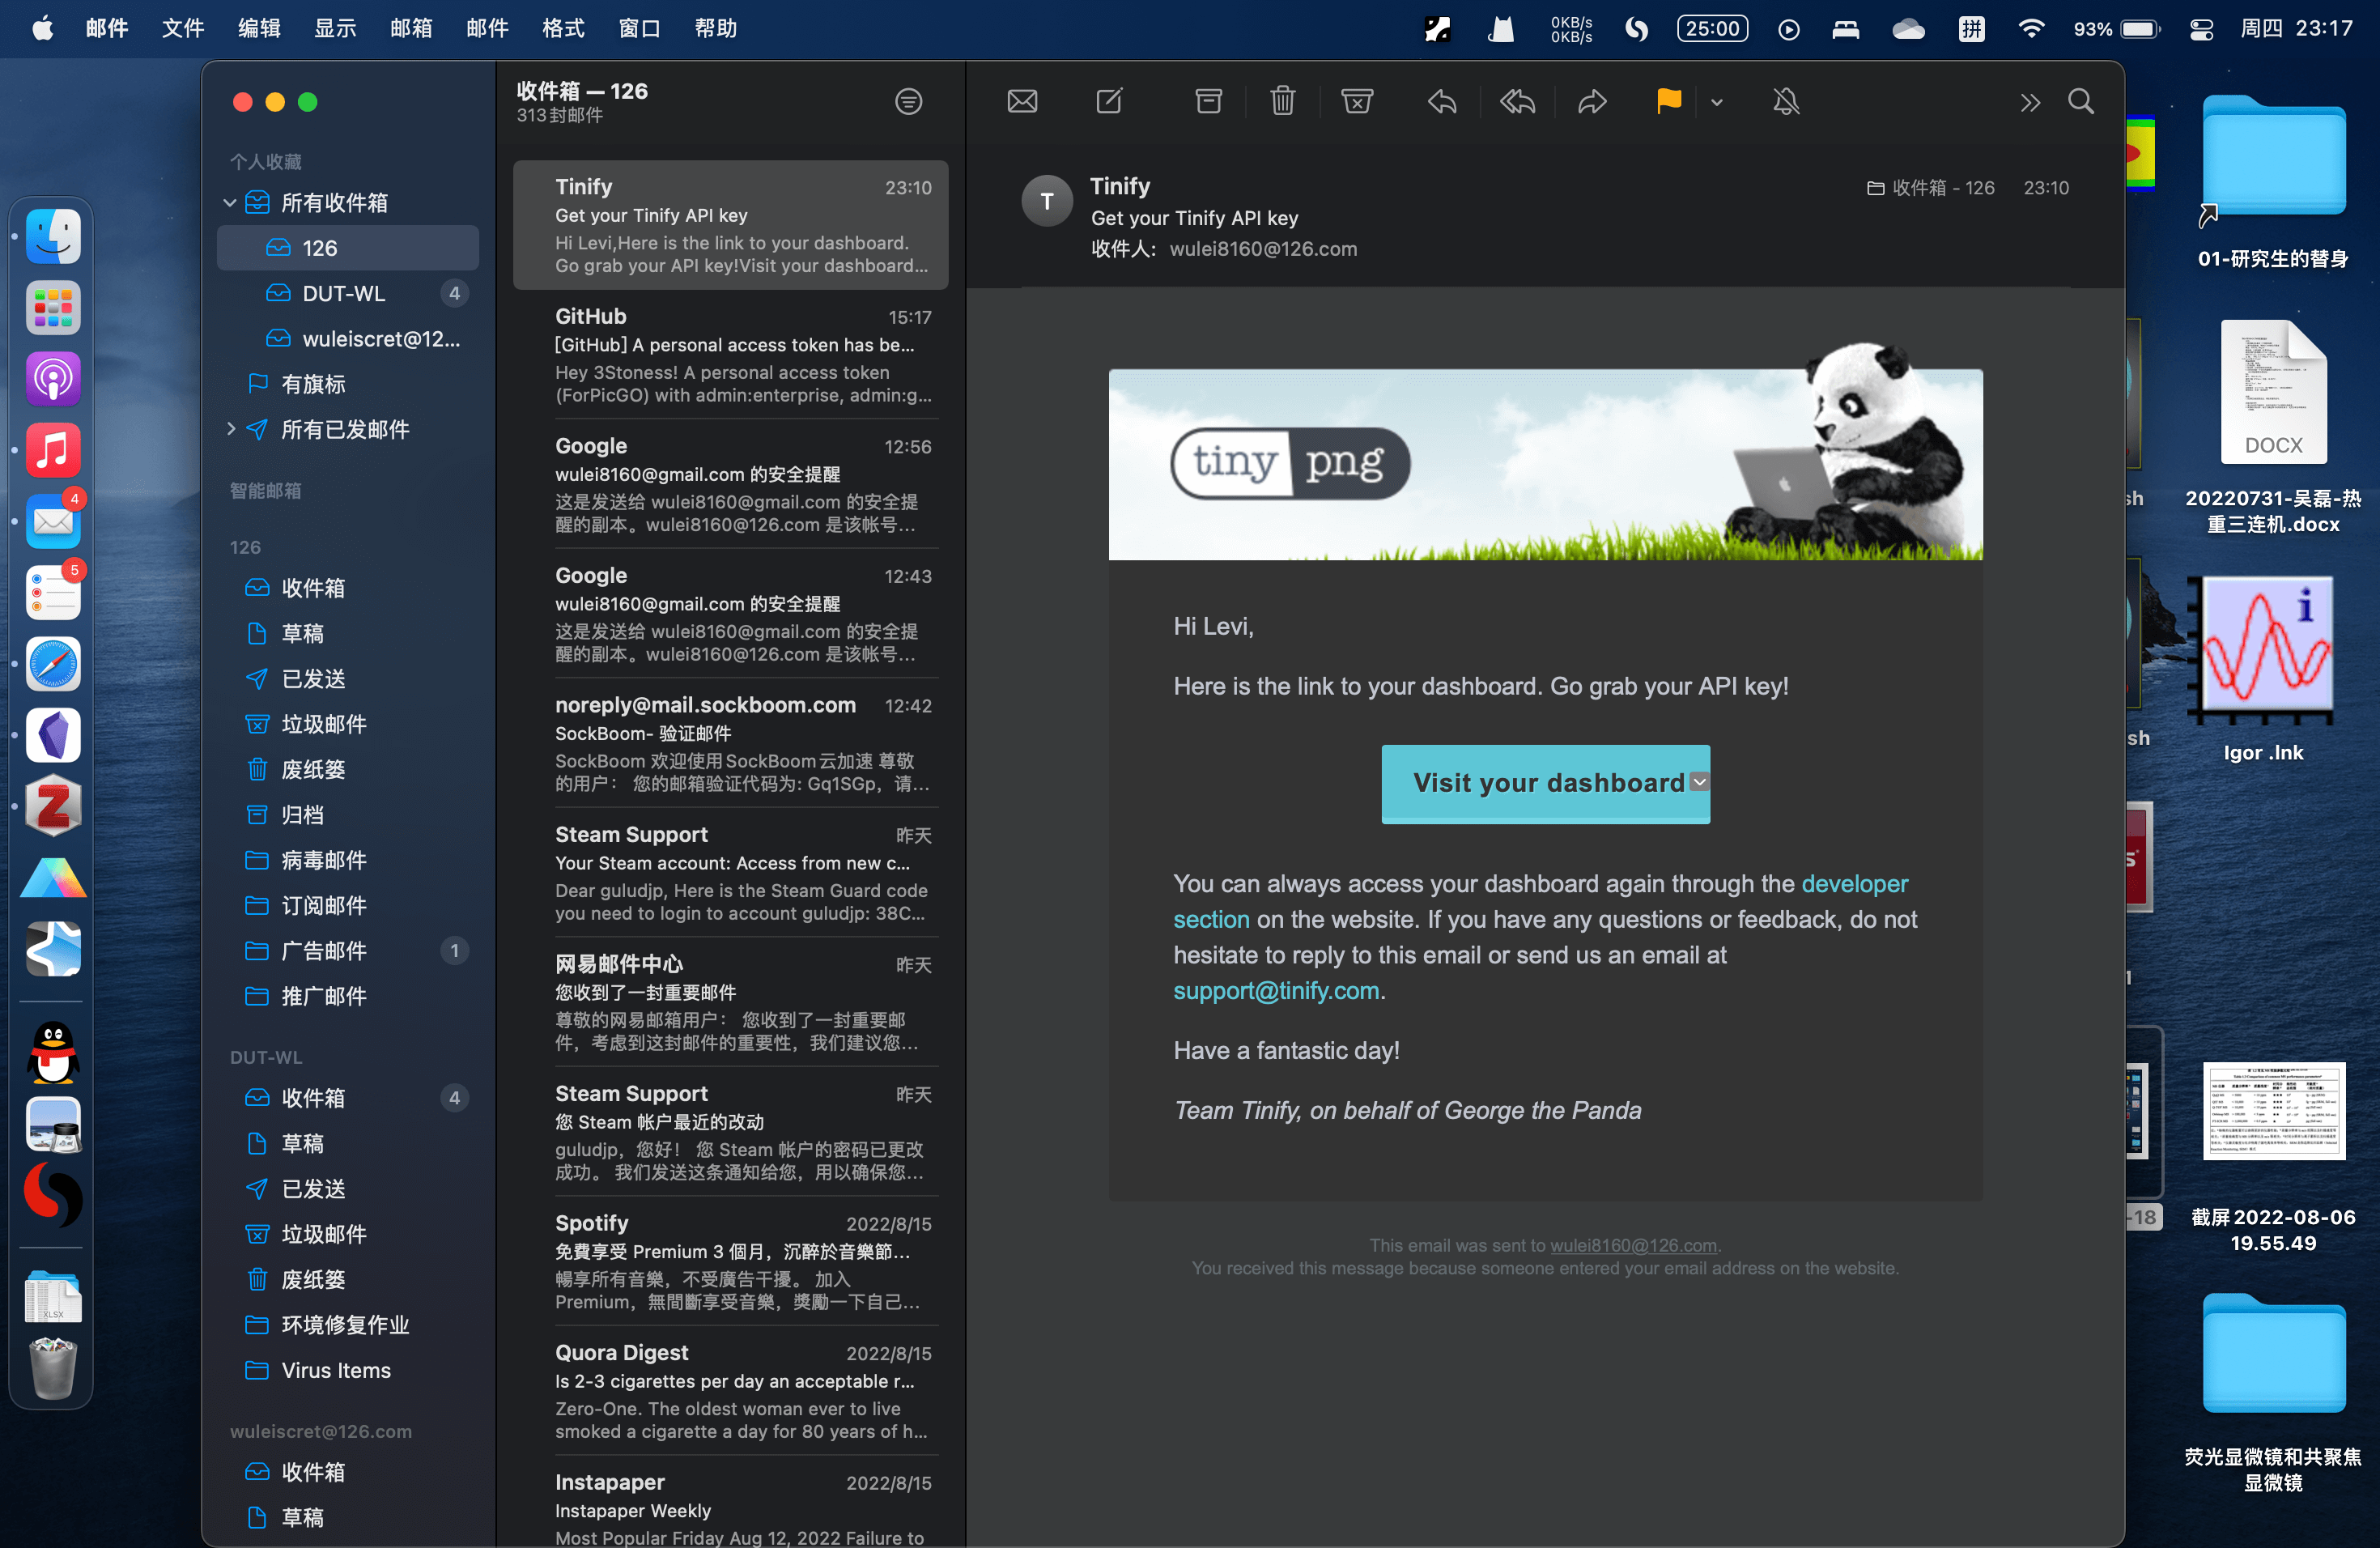 邮件 文件 编辑 显示 邮箱 邮件 格式 窗口 帮助
0KB/s
0KB/s
25:00
拼
93%
周四 23:17
个人收藏
所有收件箱
126
DUT-WL 4
wuleiscret@12...
有旗标
所有已发邮件
智能邮箱
126
收件箱
草稿
已发送
垃圾邮件
废纸篓
归档
病毒邮件
订阅邮件
广告邮件 1
推广邮件
DUT-WL
收件箱 4
草稿
已发送
垃圾邮件
废纸篓
环境修复作业
Virus Items
wuleiscret@126.com
收件箱
草稿
收件箱 — 126
313封邮件
Tinify 23:10
Get your Tinify API key
Hi Levi,Here is the link to your dashboard.
Go grab your API key!Visit your dashboard...
GitHub 15:17
[GitHub] A personal access token has be...
Hey 3Stoness! A personal access token
(ForPicGO) with admin:enterprise, admin:g...
Google 12:56
wulei8160@gmail.com 的安全提醒
这是发送给 wulei8160@gmail.com 的安全提
醒的副本。wulei8160@126.com 是该帐号...
Google 12:43
wulei8160@gmail.com 的安全提醒
这是发送给 wulei8160@gmail.com 的安全提
醒的副本。wulei8160@126.com 是该帐号...
noreply@mail.sockboom.com 12:42
SockBoom- 验证邮件
SockBoom 欢迎使用SockBoom云加速 尊敬
的用户： 您的邮箱验证代码为: Gq1SGp，请...
Steam Support 昨天
Your Steam account: Access from new c...
Dear guludjp, Here is the Steam Guard code
you need to login to account guludjp: 38C...
网易邮件中心 昨天
您收到了一封重要邮件
尊敬的网易邮箱用户： 您收到了一封重要邮
件，考虑到这封邮件的重要性，我们建议您...
Steam Support 昨天
您 Steam 帐户最近的改动
guludjp，您好！ 您 Steam 帐户的密码已更改
成功。 我们发送这条通知给您，用以确保您...
Spotify 2022/8/15
免費享受 Premium 3 個月，沉醉於音樂節...
暢享所有音樂，不受廣告干擾。 加入
Premium，無間斷享受音樂，獎勵一下自己...
Quora Digest 2022/8/15
Is 2-3 cigarettes per day an acceptable r...
Zero-One. The oldest woman ever to live
smoked a cigarette a day for 80 years of h...
Instapaper 2022/8/15
Instapaper Weekly
Most Popular Friday Aug 12, 2022 Failure to
T
Tinify
收件箱 - 126 23:10
Get your Tinify API key
收件人： wulei8160@126.com
tiny png
Hi Levi,
Here is the link to your dashboard. Go grab your API key!
Visit your dashboard
You can always access your dashboard again through the developer
section on the website. If you have any questions or feedback, do not
hesitate to reply to this email or send us an email at
support@tinify.com.
Have a fantastic day!
Team Tinify, on behalf of George the Panda
This email was sent to wulei8160@126.com.
You received this message because someone entered your email address on the website.
4
5
Z
XLSX
01-研究生的替身
DOCX
20220731-吴磊-热
重三连机.docx
sh
i
Igor .lnk
sh
-18
截屏2022-08-06
19.55.49
荧光显微镜和共聚焦
显微镜